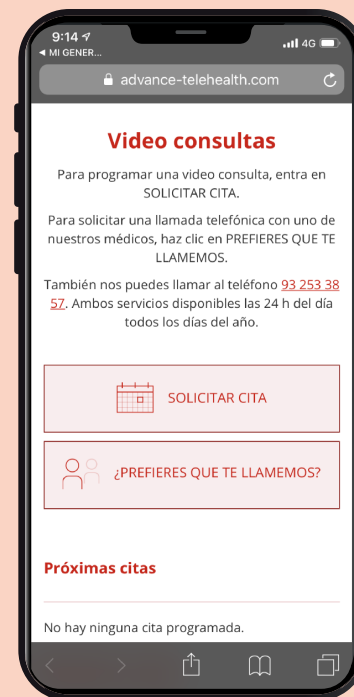 9:14
4G
◀ MI GENER...
advance-telehealth.com
Video consultas
Para programar una video consulta, entra en
SOLICITAR CITA.
Para solicitar una llamada telefónica con uno de
nuestros médicos, haz clic en PREFIERES QUE TE
LLAMEMOS.
También nos puedes llamar al teléfono 93 253 38
57. Ambos servicios disponibles las 24 h del día
todos los días del año.
SOLICITAR CITA
¿PREFIERES QUE TE LLAMEMOS?
Próximas citas
No hay ninguna cita programada.